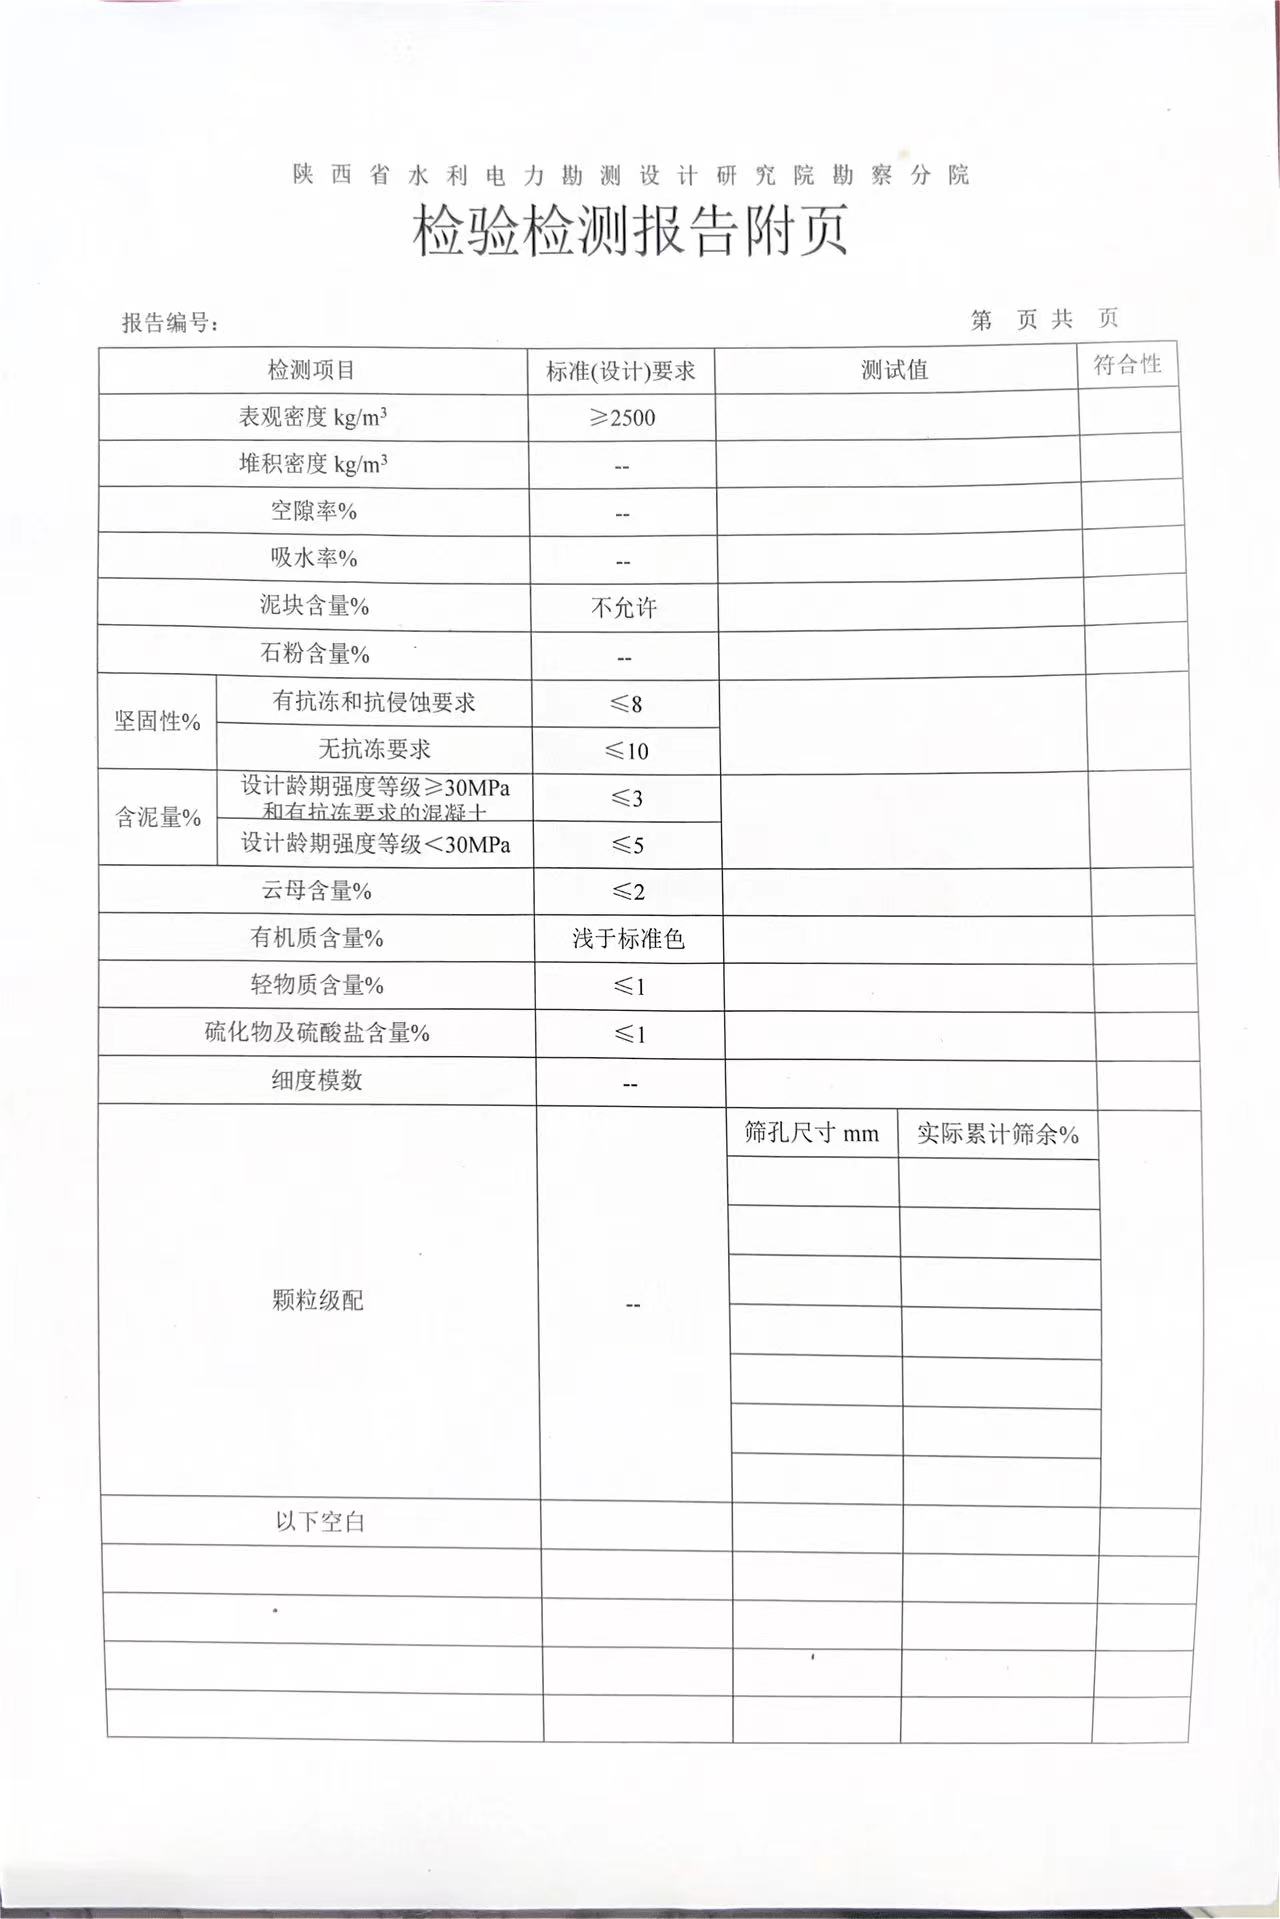 陕西省水利电力勘测设计研究院勘察分院
检验检测报告附页
报告编号： 第 页 共 页
检测项目 标准(设计)要求 测试值 符合性
表观密度 kg/m³ ≥2500
堆积密度 kg/m³ --
空隙率% --
吸水率% --
泥块含量% 不允许
石粉含量% --
坚固性% 有抗冻和抗侵蚀要求 ≤8
无抗冻要求 ≤10
含泥量% 设计龄期强度等级≥30MPa
和有抗冻要求的混凝土 ≤3
设计龄期强度等级＜30MPa ≤5
云母含量% ≤2
有机质含量% 浅于标准色
轻物质含量% ≤1
硫化物及硫酸盐含量% ≤1
细度模数 --
筛孔尺寸 mm 实际累计筛余%
颗粒级配 --
以下空白